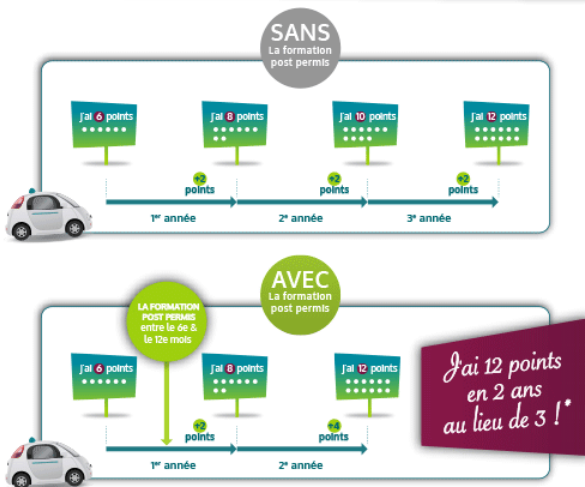 SANS
La formation
post permis
j'ai 6 points
j'ai 8 points
j'ai 10 points
j'ai 12 points
+2
points
+2
points
+2
points
1er année
2e année
3e année
AVEC
La formation
post permis
LA FORMATION
POST PERMIS
entre le 6e &
le 12e mois
j'ai 6 points
j'ai 8 points
j'ai 12 points
+2
points
+4
points
1er année
2e année
J'ai 12 points
en 2 ans
au lieu de 3 !*